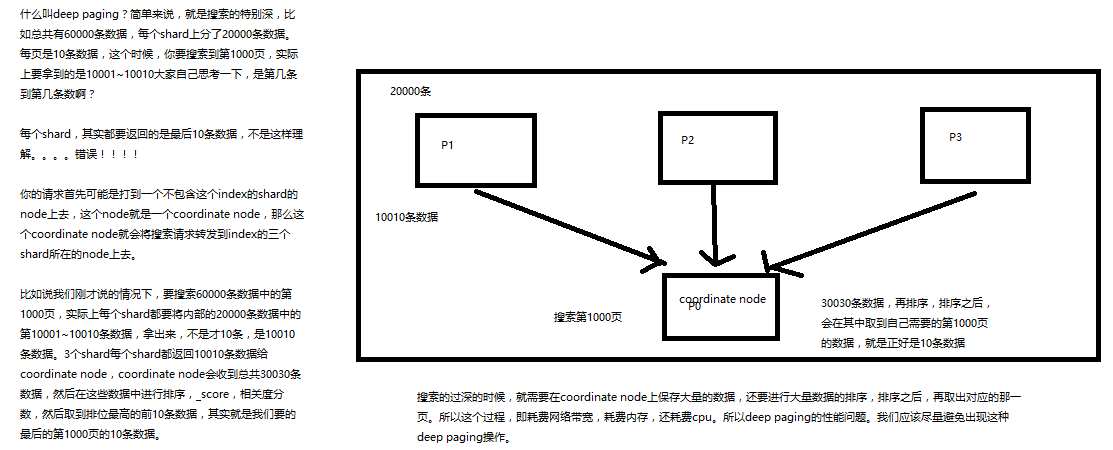 什么叫deep paging？简单来说，就是搜索的特别深，比
如总共有60000条数据，每个shard上分了20000条数据。
每页是10条数据，这个时候，你要搜索到第1000页，实际
上要拿到的是10001~10010大家自己思考一下，是第几条
到第几条数啊？
每个shard，其实都要返回的是最后10条数据，不是这样理
解。。。。错误！！！！
你的请求首先可能是打到一个不包含这个index的shard的
node上去，这个node就是一个coordinate node，那么这
个coordinate node就会将搜索请求转发到index的三个
shard所在的node上去。
比如说我们刚才说的情况下，要搜索60000条数据中的第
1000页，实际上每个shard都要将内部的20000条数据中的
第10001~10010条数据，拿出来，不是才10条，是10010
条数据。3个shard每个shard都返回10010条数据给
coordinate node，coordinate node会收到总共30030条
数据，然后在这些数据中进行排序，_score，相关度分
数，然后取到排位最高的前10条数据，其实就是我们要的
最后的第1000页的10条数据。
20000条
P1
P2
P3
10010条数据
coordinate node
P0
搜索第1000页
30030条数据，再排序，排序之后，
会在其中取到自己需要的第1000页
的数据，就是正好是10条数据
搜索的过深的时候，就需要在coordinate node上保存大量的数据，还要进行大量数据的排序，排序之后，再取出对应的那一
页。所以这个过程，即耗费网络带宽，耗费内存，还耗费cpu。所以deep paging的性能问题。我们应该尽量避免出现这种
deep paging操作。